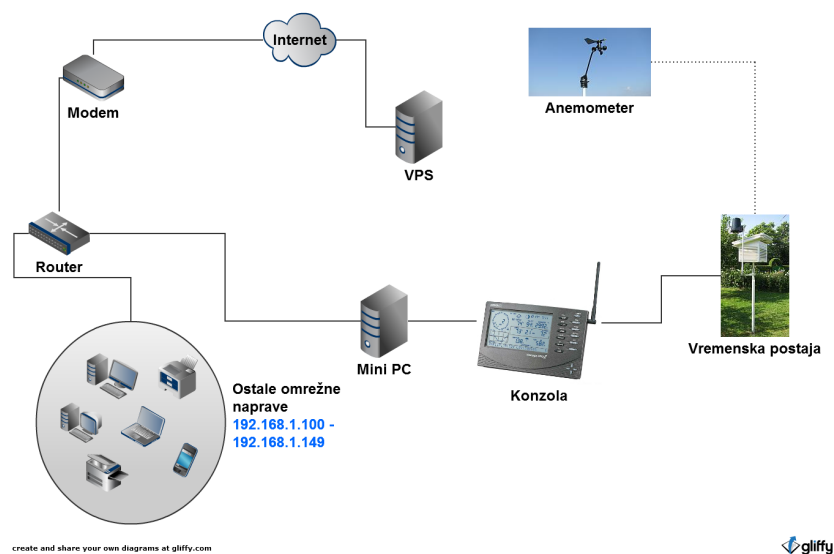 Internet
Modem
VPS
Anemometer
Router
Mini PC
Konzola
Vremenska postaja
Ostale omrežne
naprave
192.168.1.100 -
192.168.1.149
create and share your own diagrams at gliffy.com
gliffy